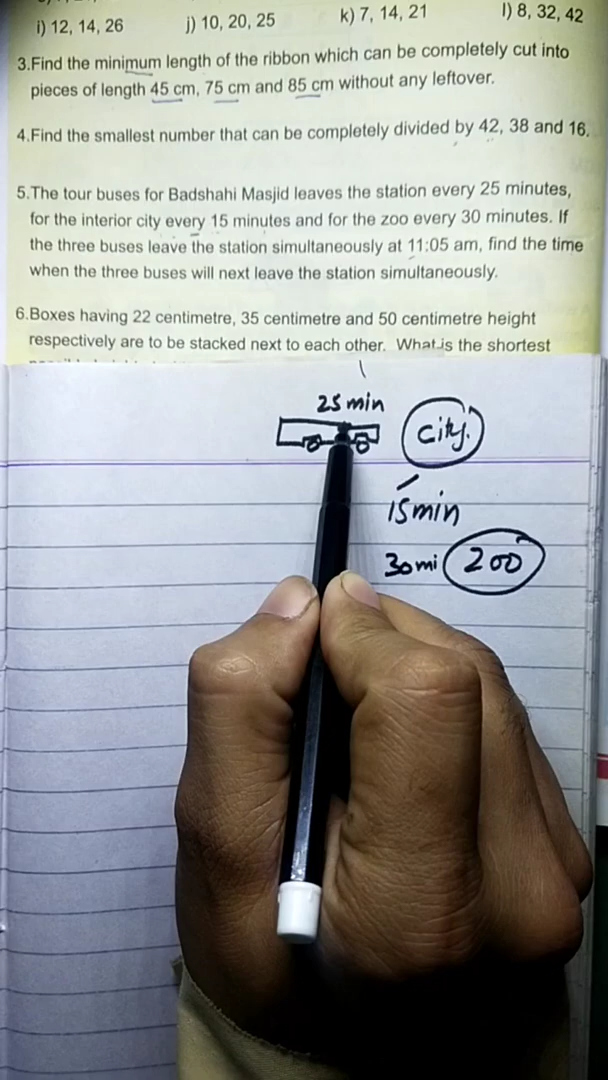 i) 12, 14, 26 j) 10, 20, 25 k) 7, 14, 21 l) 8, 32, 42
3.Find the minimum length of the ribbon which can be completely cut into
pieces of length 45 cm, 75 cm and 85 cm without any leftover.
4.Find the smallest number that can be completely divided by 42, 38 and 16.
5.The tour buses for Badshahi Masjid leaves the station every 25 minutes,
for the interior city every 15 minutes and for the zoo every 30 minutes. If
the three buses leave the station simultaneously at 11:05 am, find the time
when the three buses will next leave the station simultaneously.
6.Boxes having 22 centimetre, 35 centimetre and 50 centimetre height
respectively are to be stacked next to each other. What is the shortest
25 min
city.
15 min
30 mi zoo